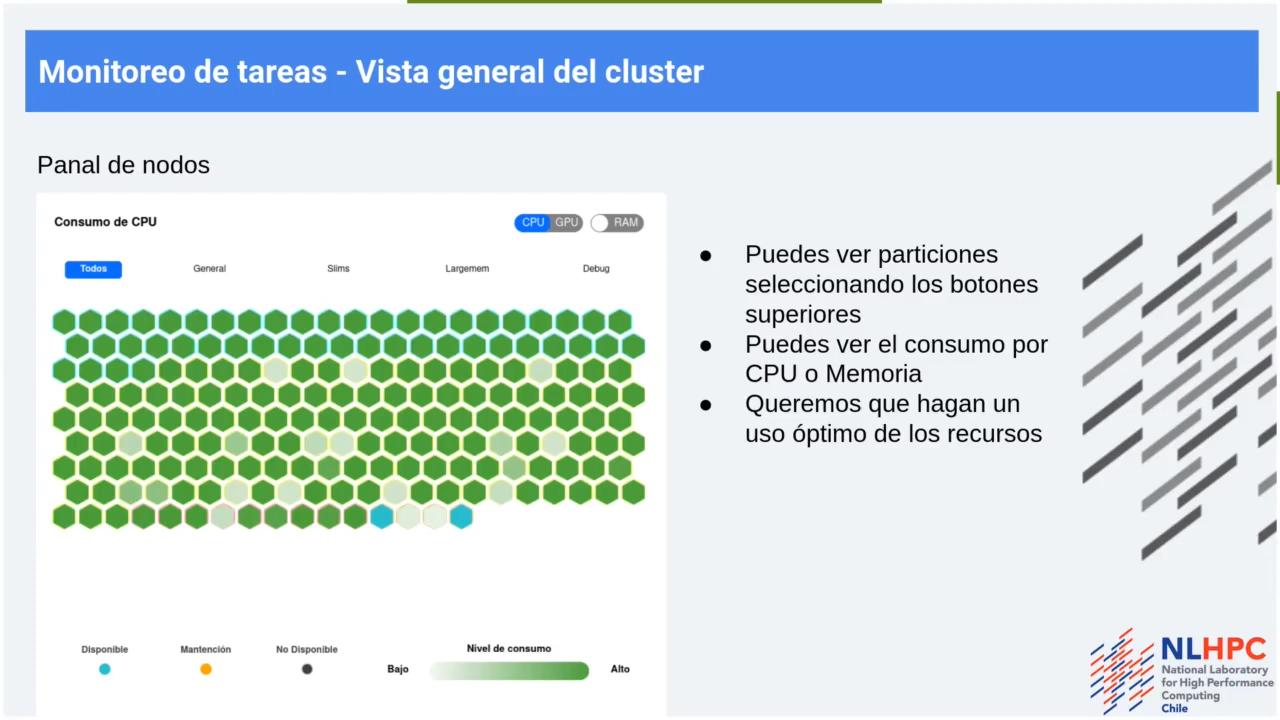 Monitoreo de tareas - Vista general del cluster
Panal de nodos
Consumo de CPU
CPU GPU RAM
Todos General Slims Largemem Debug
● Puedes ver particiones
seleccionando los botones
superiores
● Puedes ver el consumo por
CPU o Memoria
● Queremos que hagan un
uso óptimo de los recursos
Disponible Mantención No Disponible
Nivel de consumo
Bajo Alto
NLHPC
National Laboratory
for High Performance
Computing
Chile